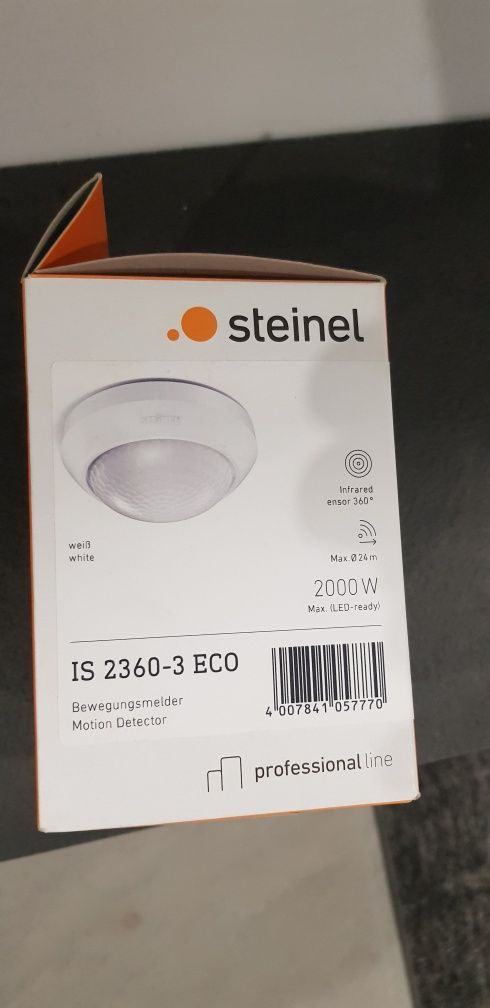 steinel
Infrared
ensor 360°
weiß
white
Max. Ø 24 m
2000 W
Max. (LED-ready)
IS 2360-3 ECO
Bewegungsmelder
Motion Detector
4 007841 057770
professional line